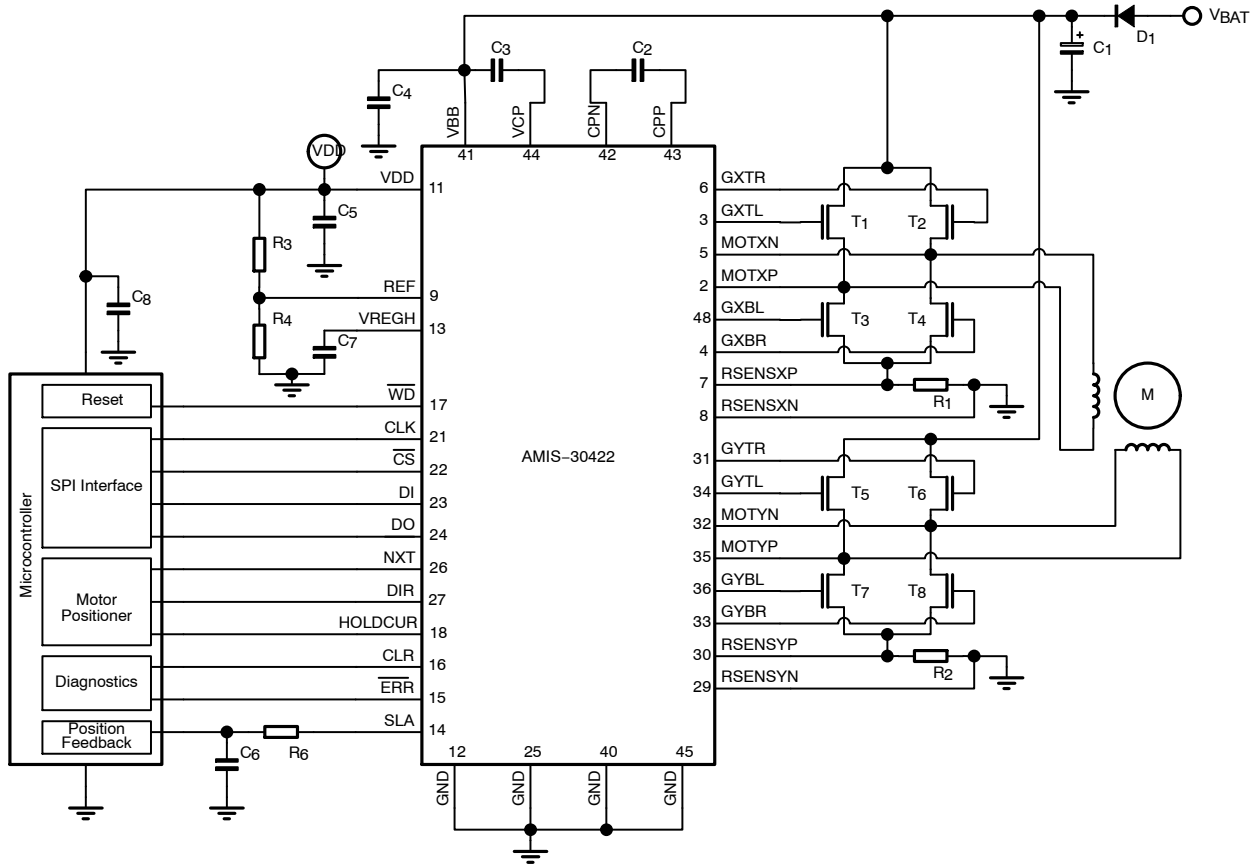 VBAT
D1
C1
C3
C2
C4
VBB
VCP
CPN
CPP
41
44
42
43
VDD
VDD
11
C5
R3
REF
9
R4
VREGH
13
C7
C8
Microcontroller
Reset
WD
17
SPI Interface
CLK
21
CS
22
DI
23
DO
24
Motor
Positioner
NXT
26
DIR
27
HOLDCUR
18
Diagnostics
CLR
16
ERR
15
Position
Feedback
SLA
14
C6
R6
AMIS-30422
12
25
40
45
GND
GND
GND
GND
6
GXTR
3
GXTL
5
MOTXN
2
MOTXP
48
GXBL
4
GXBR
7
RSENSXP
8
RSENSXN
T1
T2
T3
T4
R1
M
31
GYTR
34
GYTL
32
MOTYN
35
MOTYP
36
GYBL
33
GYBR
30
RSENSYP
29
RSENSYN
T5
T6
T7
T8
R2